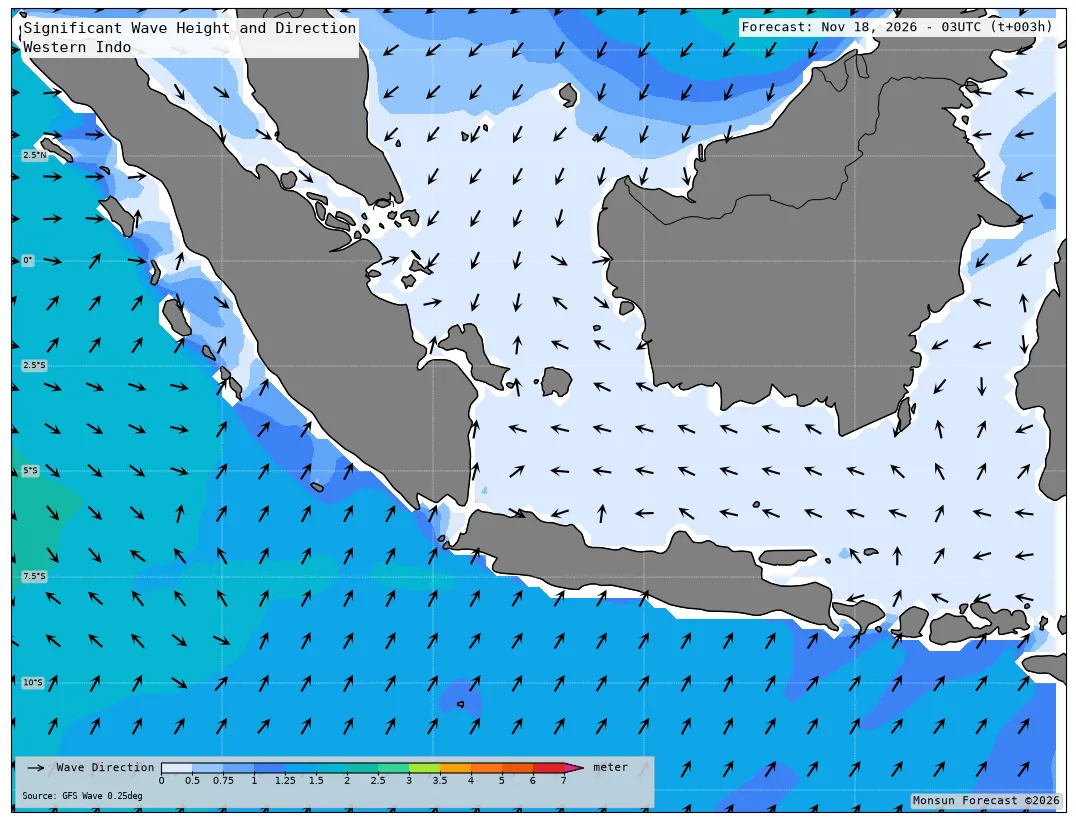 Significant Wave Height and Direction
Western Indo
Forecast: Nov 18, 2026 - 03UTC (t+003h)
2.5°N
0°
2.5°S
5°S
7.5°S
10°S
Wave Direction
0 0.5 0.75 1 1.25 1.5 2 2.5 3 3.5 4 5 6 7
meter
Source: GFS Wave 0.25deg
Monsun Forecast ©2026